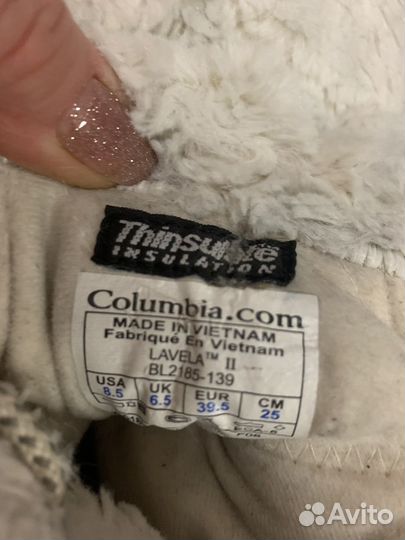 Thinsulate
INSULATION
Columbia.com
MADE IN VIETNAM
Fabriqué En Vietnam
LAVELA™ II
BL2185-139
USA UK EUR CM
8.5 6.5 39.5 25
Avito